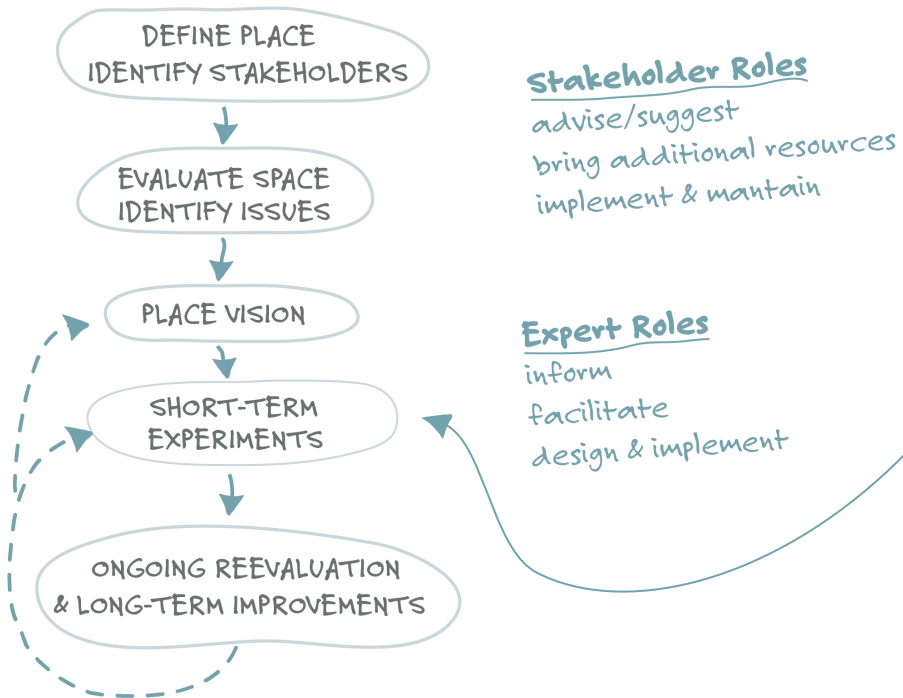 DEFINE PLACE
IDENTIFY STAKEHOLDERS
EVALUATE SPACE
IDENTIFY ISSUES
PLACE VISION
SHORT-TERM
EXPERIMENTS
ONGOING REEVALUATION
& LONG-TERM IMPROVEMENTS
Stakeholder Roles
advise/suggest
bring additional resources
implement & mantain
Expert Roles
inform
facilitate
design & implement